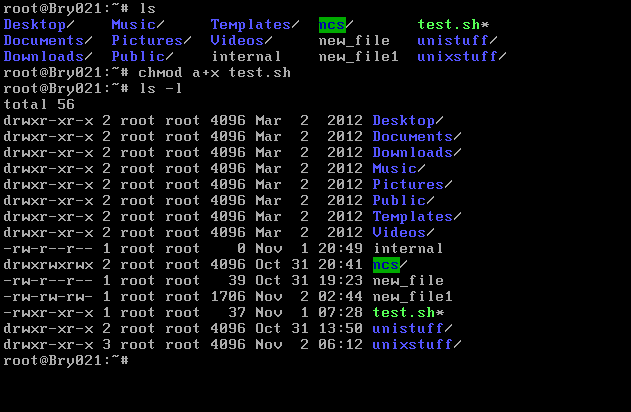 root@Bry021:~# ls
Desktop/    Music/     Templates/  ncs/       test.sh*
Documents/  Pictures/  Videos/     new_file   unistuff/
Downloads/  Public/    internal    new_file1  unixstuff/
root@Bry021:~# chmod a+x test.sh
root@Bry021:~# ls -l
total 56
drwxr-xr-x 2 root root 4096 Mar  2  2012 Desktop/
drwxr-xr-x 2 root root 4096 Mar  2  2012 Documents/
drwxr-xr-x 2 root root 4096 Mar  2  2012 Downloads/
drwxr-xr-x 2 root root 4096 Mar  2  2012 Music/
drwxr-xr-x 2 root root 4096 Mar  2  2012 Pictures/
drwxr-xr-x 2 root root 4096 Mar  2  2012 Public/
drwxr-xr-x 2 root root 4096 Mar  2  2012 Templates/
drwxr-xr-x 2 root root 4096 Mar  2  2012 Videos/
-rw-r--r-- 1 root root    0 Nov  1 20:49 internal
drwxrwxrwx 2 root root 4096 Oct 31 20:41 ncs/
-rw-r--r-- 1 root root   39 Oct 31 19:23 new_file
-rw-rw-rw- 1 root root 1706 Nov  2 02:44 new_file1
-rwxr-xr-x 1 root root   37 Nov  1 07:28 test.sh*
drwxr-xr-x 2 root root 4096 Oct 31 13:50 unistuff/
drwxr-xr-x 3 root root 4096 Nov  2 06:12 unixstuff/
root@Bry021:~#